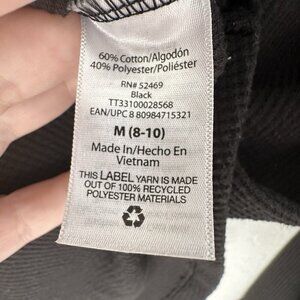 60% Cotton/Algodón
40% Polyester/Poliéster
RN# 52469
Black
TT33100028568
EAN/UPC 8 80984715321
M (8-10)
Made In/Hecho En
Vietnam
THIS LABEL YARN IS MADE
OUT OF 100% RECYCLED
POLYESTER MATERIALS